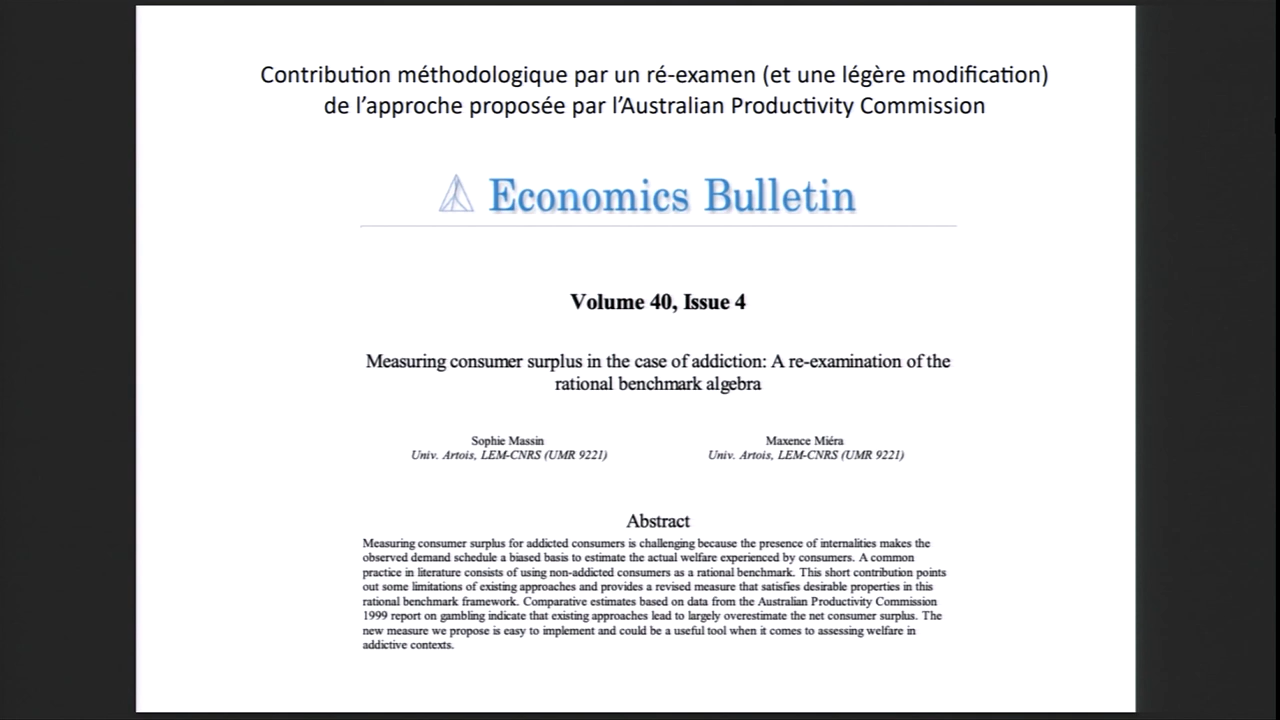 Contribution méthodologique par un ré-examen (et une légère modification)
de l’approche proposée par l’Australian Productivity Commission
Economics Bulletin
Volume 40, Issue 4
Measuring consumer surplus in the case of addiction: A re-examination of the
rational benchmark algebra
Sophie Massin
Univ. Artois, LEM-CNRS (UMR 9221)
Maxence Miéra
Univ. Artois, LEM-CNRS (UMR 9221)
Abstract
Measuring consumer surplus for addicted consumers is challenging because the presence of internalities makes the
observed demand schedule a biased basis to estimate the actual welfare experienced by consumers. A common
practice in literature consists of using non-addicted consumers as a rational benchmark. This short contribution points
out some limitations of existing approaches and provides a revised measure that satisfies desirable properties in this
rational benchmark framework. Comparative estimates based on data from the Australian Productivity Commission
1999 report on gambling indicate that existing approaches lead to largely overestimate the net consumer surplus. The
new measure we propose is easy to implement and could be a useful tool when it comes to assessing welfare in
addictive contexts.